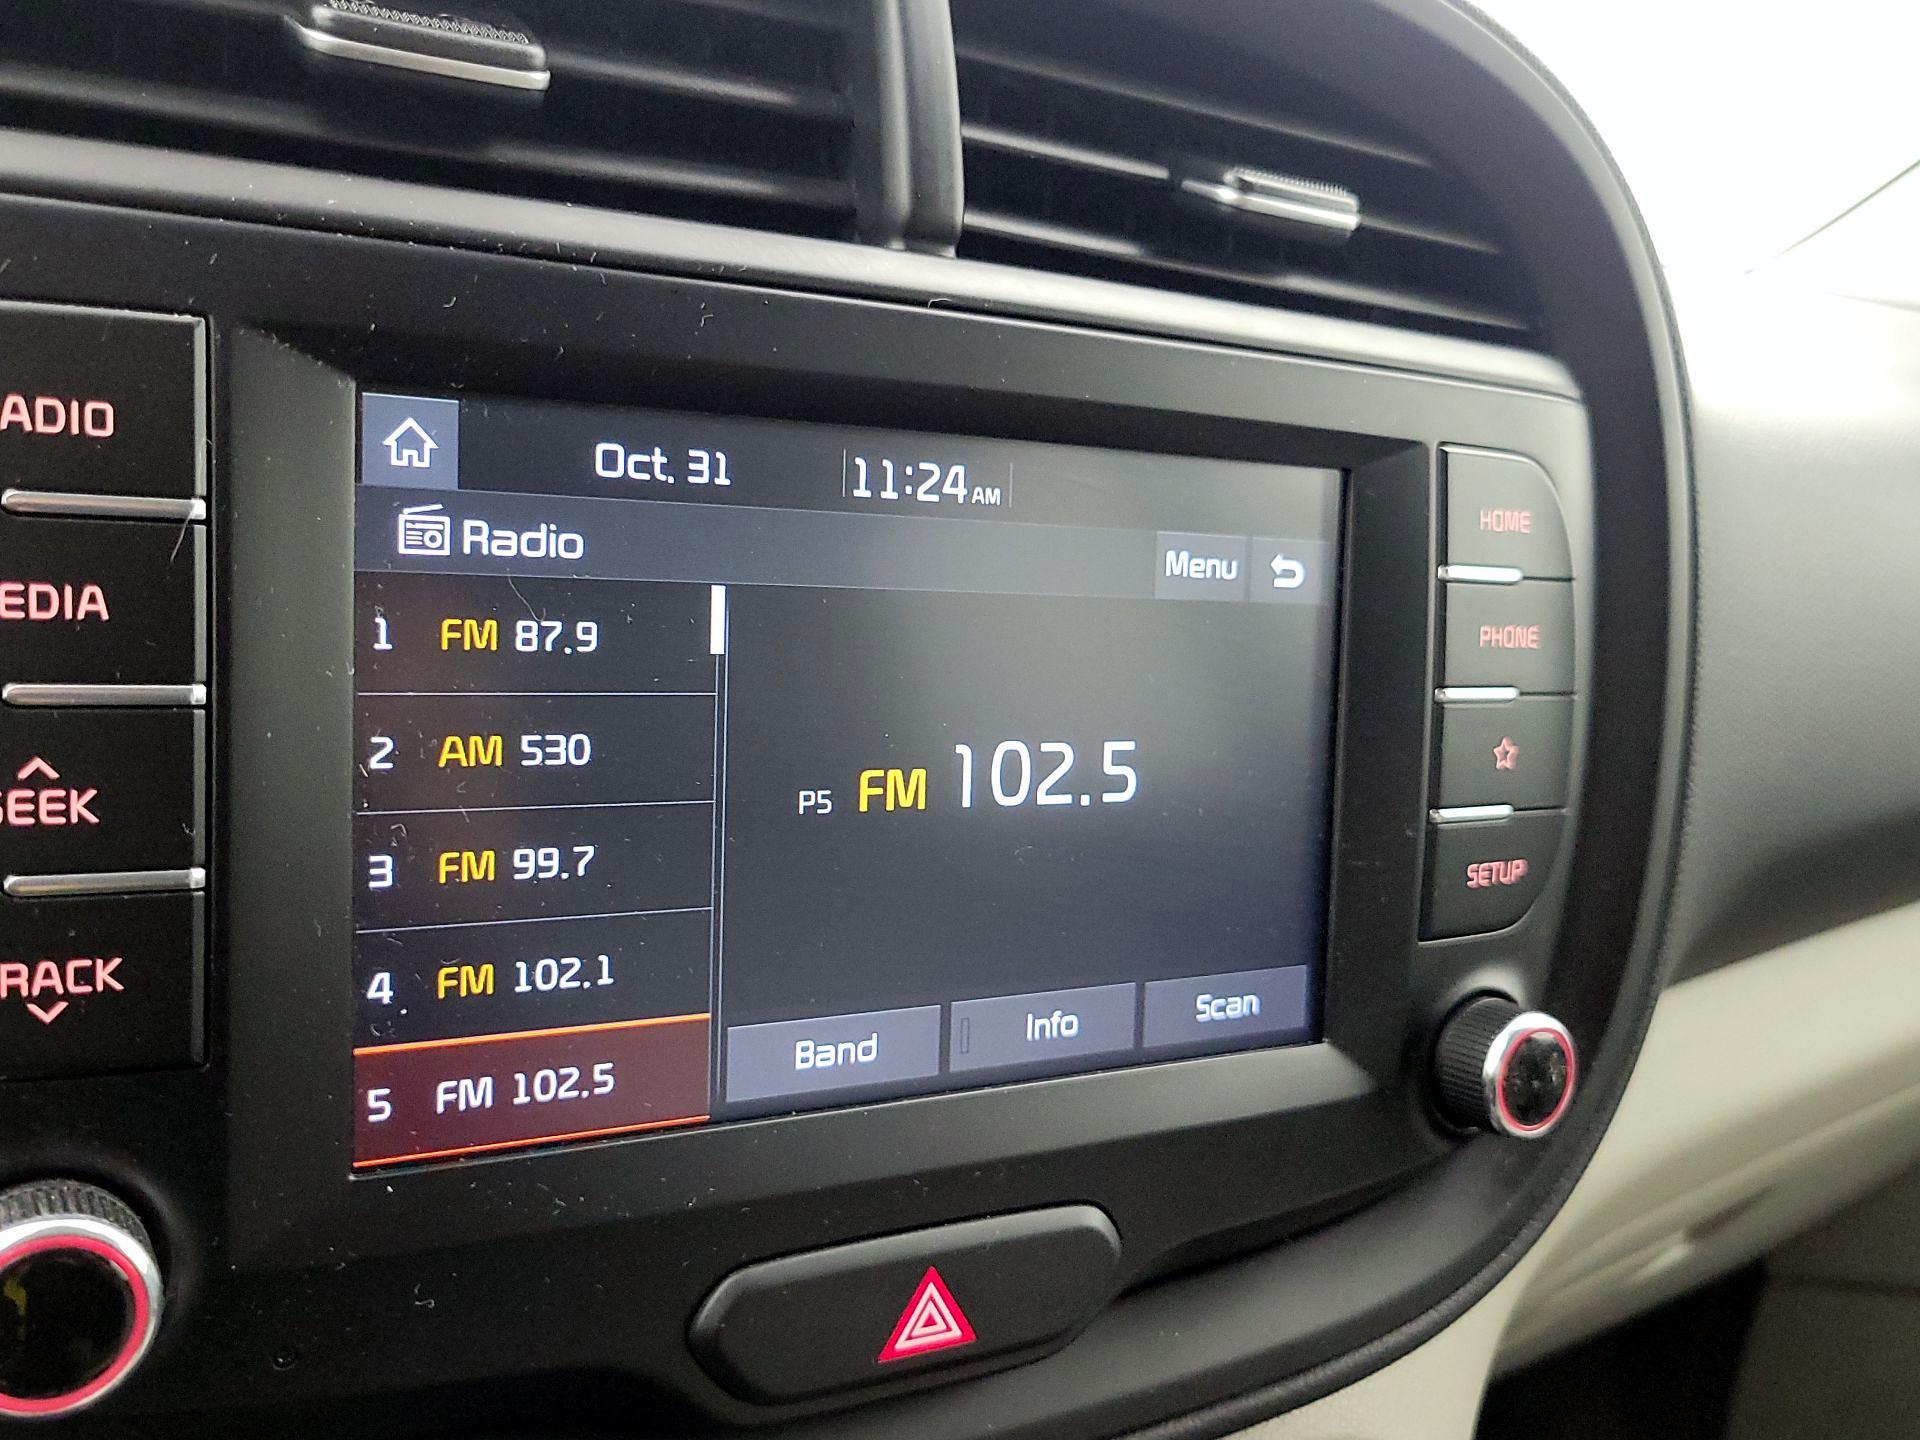 ADIO
EDIA
SEEK
RACK
Oct. 31 11:24 AM
Radio
Menu
1 FM 87.9
2 AM 530
3 FM 99.7
4 FM 102.1
5 FM 102.5
P5 FM 102.5
Band Info Scan
HOME
PHONE
SETUP